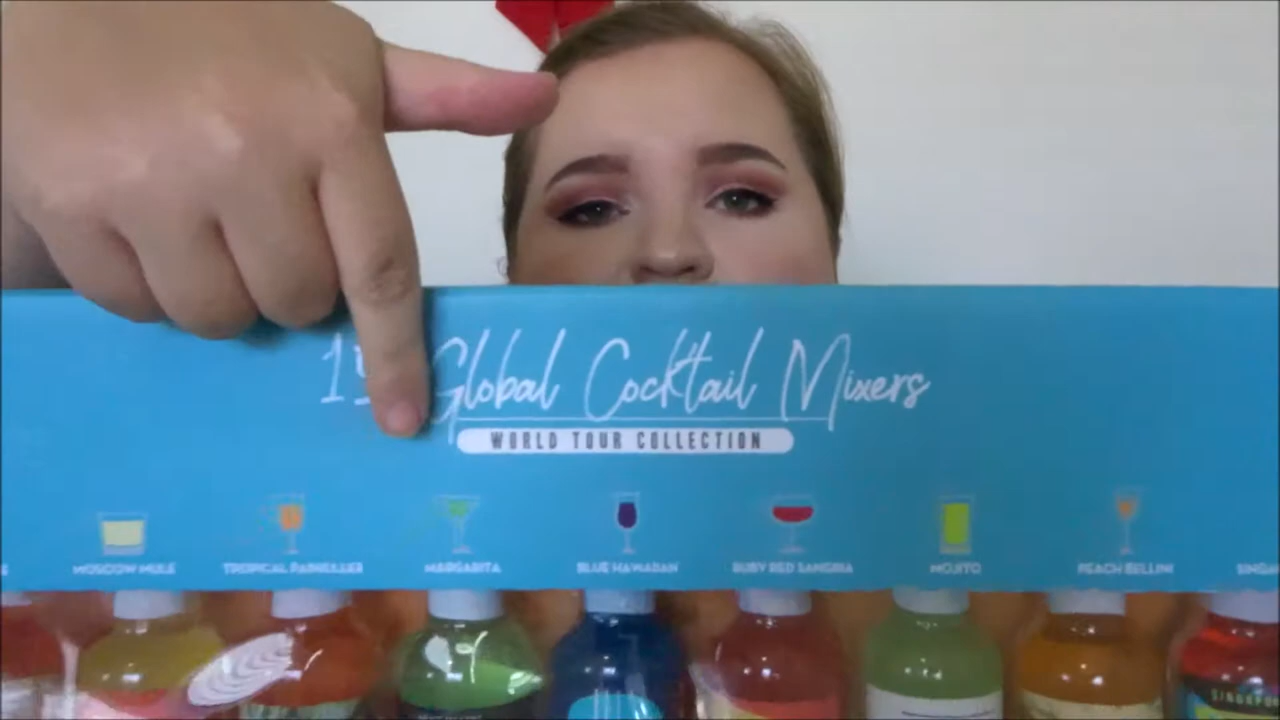 Global Cocktail Mixers
WORLD TOUR COLLECTION
MOSCOW MULE TROPICAL PAINKILLER MARGARITA BLUE HAWAIIAN RUBY RED SANGRIA MOJITO PEACH BELLINI